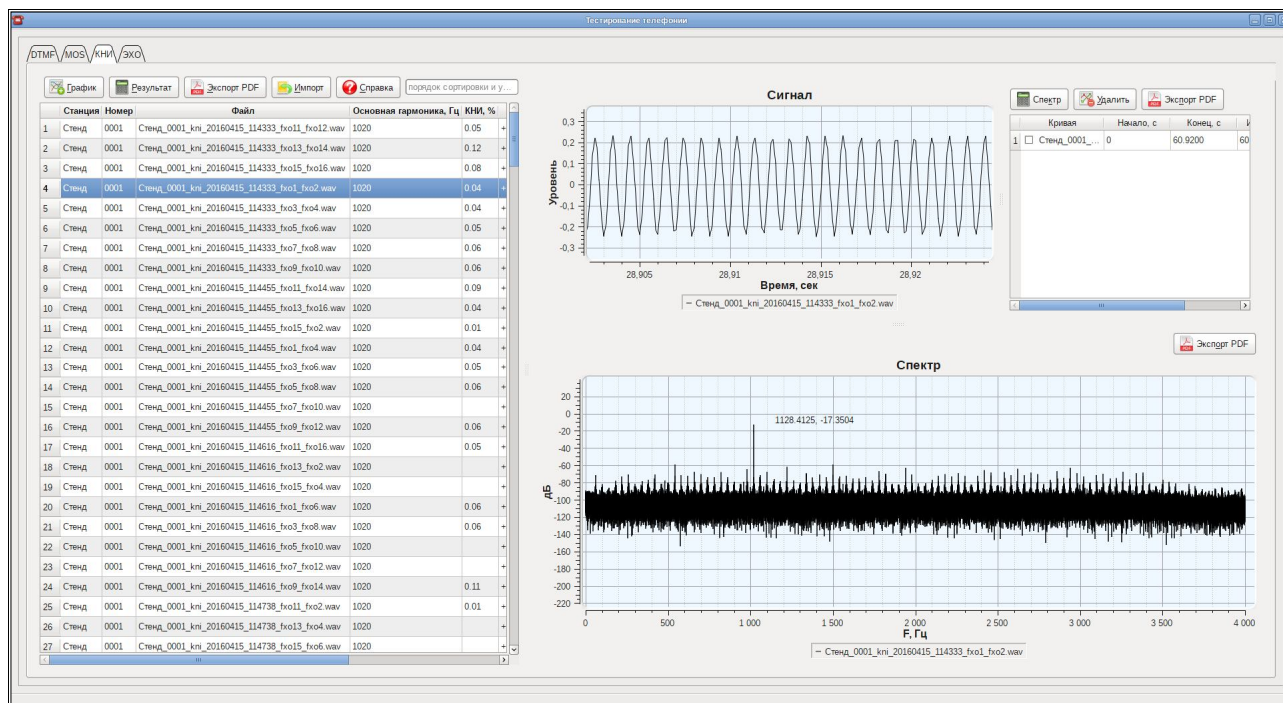 Тестирование телефонии
DTMF MOS КНИ ЭХО
График Результат Экспорт PDF Импорт Справка порядок сортировки и у...
Станция Номер Файл Основная гармоника, Гц КНИ, %
1 Стенд 0001 Стенд_0001_kni_20160415_114333_fxo11_fxo12.wav 1020 0.05 +
2 Стенд 0001 Стенд_0001_kni_20160415_114333_fxo13_fxo14.wav 1020 0.12 +
3 Стенд 0001 Стенд_0001_kni_20160415_114333_fxo15_fxo16.wav 1020 0.08 +
4 Стенд 0001 Стенд_0001_kni_20160415_114333_fxo1_fxo2.wav 1020 0.04 +
5 Стенд 0001 Стенд_0001_kni_20160415_114333_fxo3_fxo4.wav 1020 0.04 +
6 Стенд 0001 Стенд_0001_kni_20160415_114333_fxo5_fxo6.wav 1020 0.05 +
7 Стенд 0001 Стенд_0001_kni_20160415_114333_fxo7_fxo8.wav 1020 0.06 +
8 Стенд 0001 Стенд_0001_kni_20160415_114333_fxo9_fxo10.wav 1020 0.06 +
9 Стенд 0001 Стенд_0001_kni_20160415_114455_fxo11_fxo14.wav 1020 0.09 +
10 Стенд 0001 Стенд_0001_kni_20160415_114455_fxo13_fxo16.wav 1020 0.04 +
11 Стенд 0001 Стенд_0001_kni_20160415_114455_fxo15_fxo2.wav 1020 0.01 +
12 Стенд 0001 Стенд_0001_kni_20160415_114455_fxo1_fxo4.wav 1020 0.04 +
13 Стенд 0001 Стенд_0001_kni_20160415_114455_fxo3_fxo6.wav 1020 0.05 +
14 Стенд 0001 Стенд_0001_kni_20160415_114455_fxo5_fxo8.wav 1020 0.06 +
15 Стенд 0001 Стенд_0001_kni_20160415_114455_fxo7_fxo10.wav 1020 +
16 Стенд 0001 Стенд_0001_kni_20160415_114455_fxo9_fxo12.wav 1020 0.06 +
17 Стенд 0001 Стенд_0001_kni_20160415_114616_fxo11_fxo16.wav 1020 0.05 +
18 Стенд 0001 Стенд_0001_kni_20160415_114616_fxo13_fxo2.wav 1020 +
19 Стенд 0001 Стенд_0001_kni_20160415_114616_fxo15_fxo4.wav 1020 +
20 Стенд 0001 Стенд_0001_kni_20160415_114616_fxo1_fxo6.wav 1020 0.06 +
21 Стенд 0001 Стенд_0001_kni_20160415_114616_fxo3_fxo8.wav 1020 0.06 +
22 Стенд 0001 Стенд_0001_kni_20160415_114616_fxo5_fxo10.wav 1020 +
23 Стенд 0001 Стенд_0001_kni_20160415_114616_fxo7_fxo12.wav 1020 +
24 Стенд 0001 Стенд_0001_kni_20160415_114616_fxo9_fxo14.wav 1020 0.11 +
25 Стенд 0001 Стенд_0001_kni_20160415_114738_fxo11_fxo2.wav 1020 0.01 +
26 Стенд 0001 Стенд_0001_kni_20160415_114738_fxo13_fxo4.wav 1020 +
27 Стенд 0001 Стенд_0001_kni_20160415_114738_fxo15_fxo6.wav 1020 +
Сигнал
Уровень
0,3
0,2
0,1
0
-0,1
-0,2
-0,3
28,905 28,91 28,915 28,92
Время, сек
Стенд_0001_kni_20160415_114333_fxo1_fxo2.wav
Спектр Удалить Экспорт PDF
Кривая Начало, с Конец, с И
1 Стенд_0001_... 0 60.9200 60
Экспорт PDF
Спектр
дБ
20
0
-20
-40
-60
-80
-100
-120
-140
-160
-180
-200
-220
1128.4125, -17.3504
0 500 1 000 1 500 2 000 2 500 3 000 3 500 4 000
F, Гц
Стенд_0001_kni_20160415_114333_fxo1_fxo2.wav